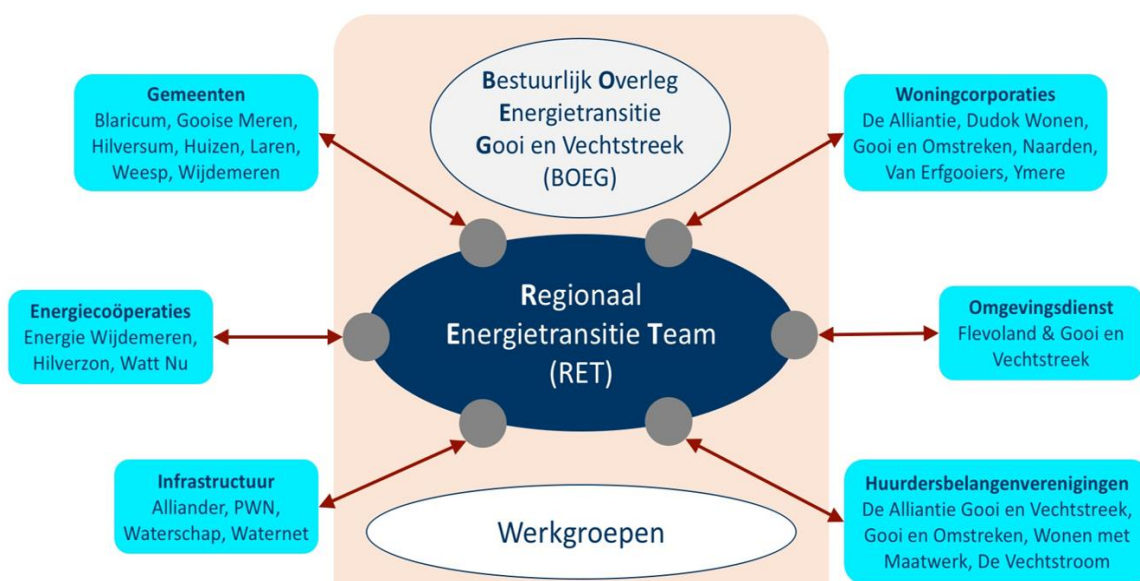 Bestuurlijk Overleg
Energietransitie
Gooi en Vechtstreek
(BOEG)
Gemeenten
Blaricum, Gooise Meren,
Hilversum, Huizen, Laren,
Weesp, Wijdemeren
Woningcorporaties
De Alliantie, Dudok Wonen,
Gooi en Omstreken, Naarden,
Van Erfgooiers, Ymere
Energiecoöperaties
Energie Wijdemeren,
Hilverzon, Watt Nu
Regionaal
Energietransitie Team
(RET)
Omgevingsdienst
Flevoland & Gooi en
Vechtstreek
Infrastructuur
Alliander, PWN,
Waterschap, Waternet
Werkgroepen
Huurdersbelangenverenigingen
De Alliantie Gooi en Vechtstreek,
Gooi en Omstreken, Wonen met
Maatwerk, De Vechtstroom